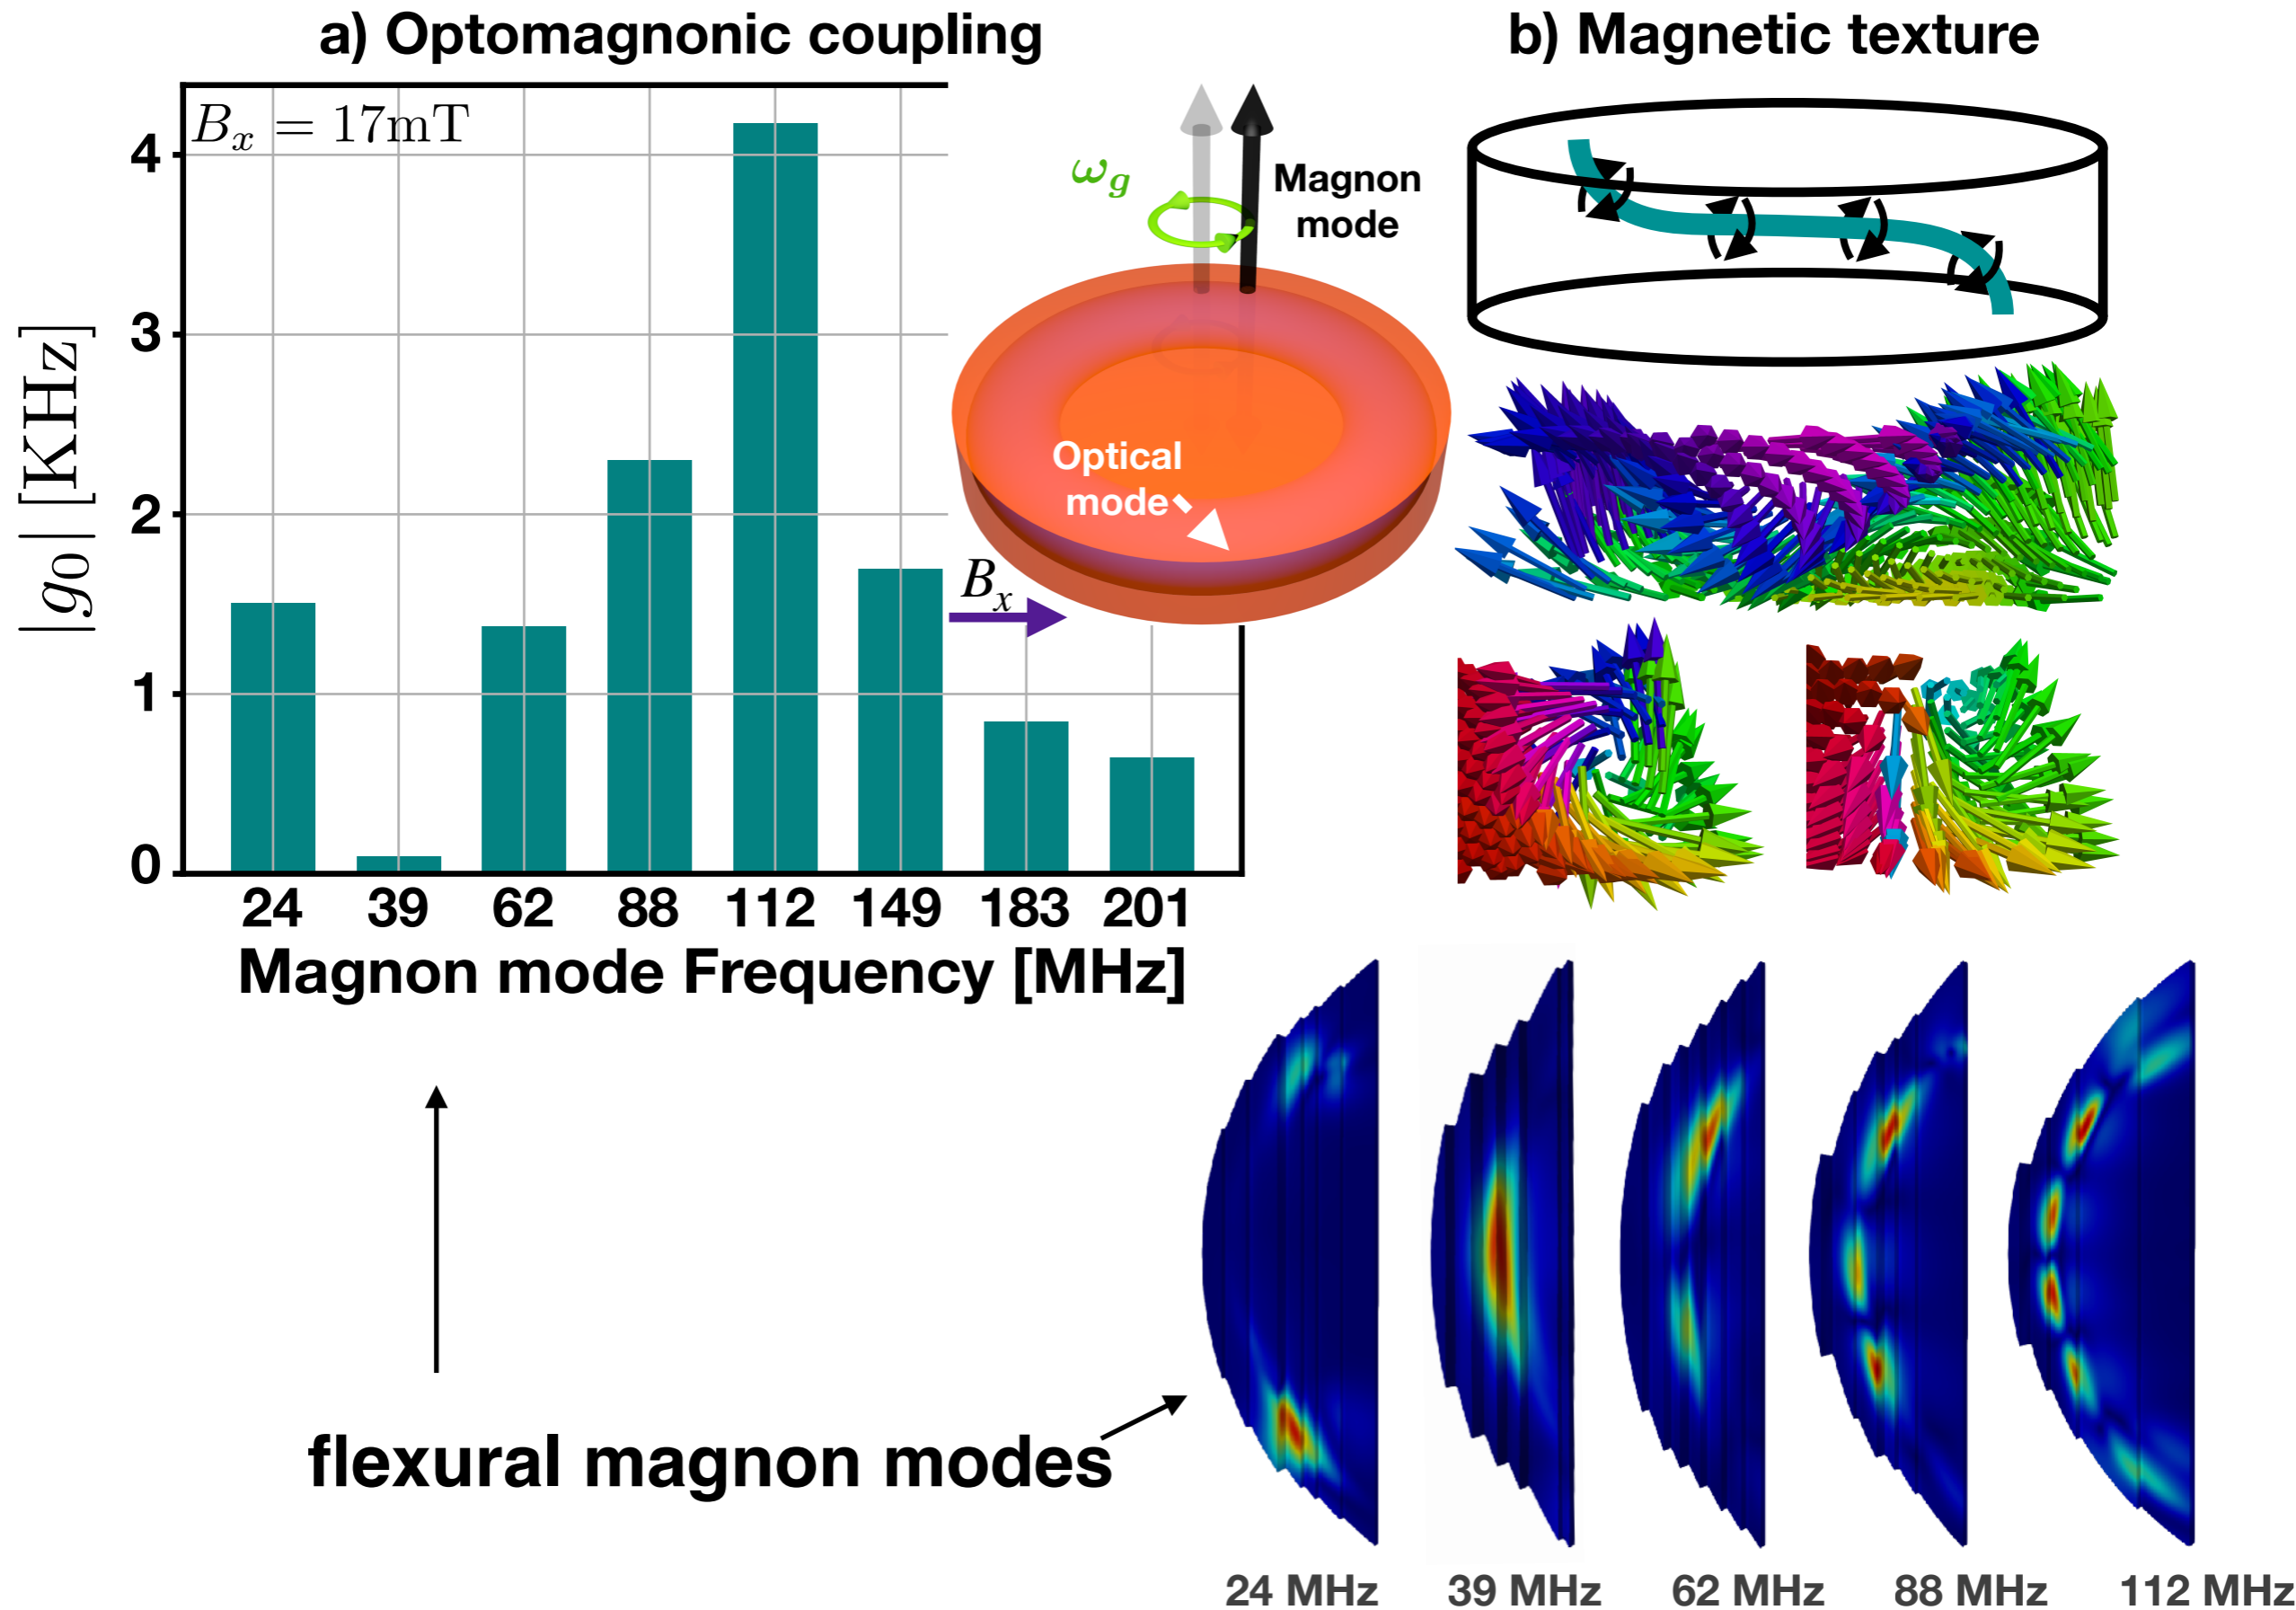 a) Optomagnonic coupling
b) Magnetic texture
B_x = 17mT
|g_0| [KHz]
4
3
2
1
0
24 39 62 88 112 149 183 201
Magnon mode Frequency [MHz]
ω_g
Magnon
mode
Optical
mode
B_x
flexural magnon modes
24 MHz 39 MHz 62 MHz 88 MHz 112 MHz